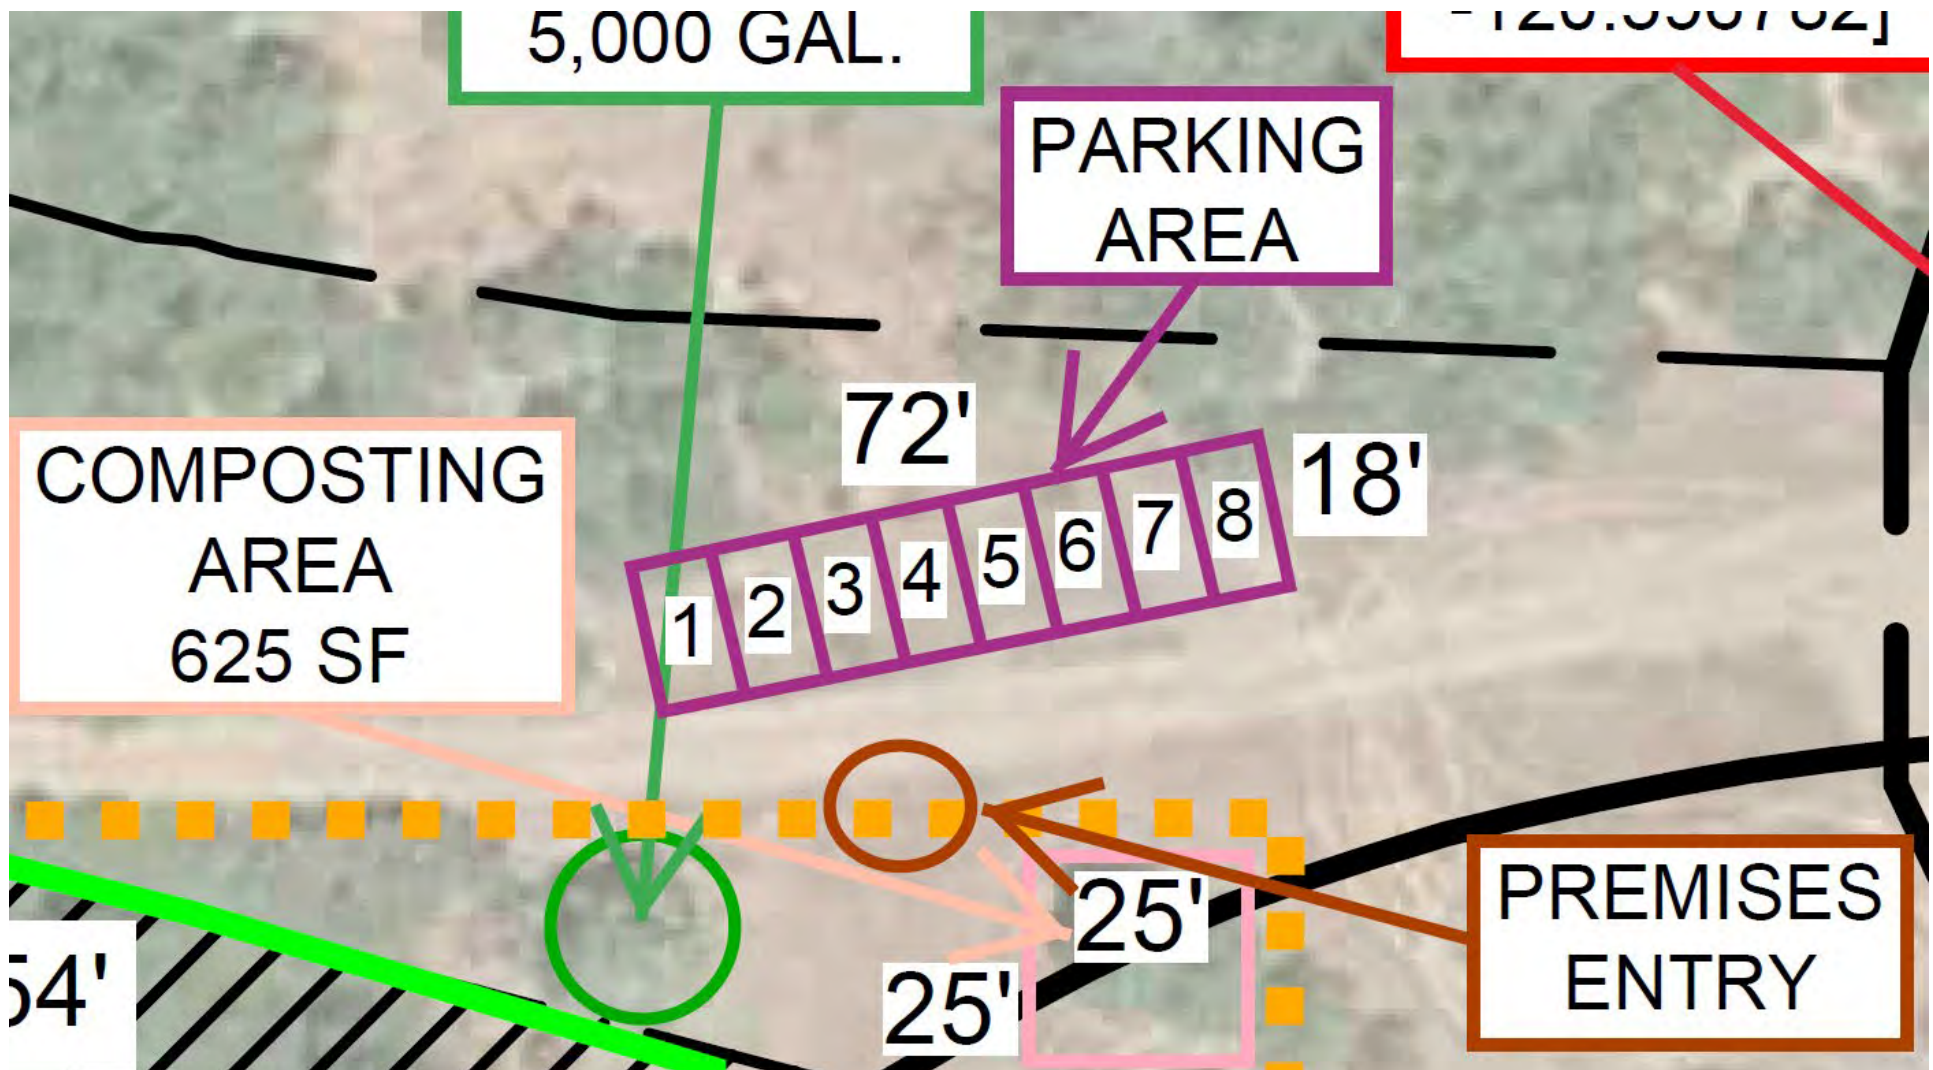 5,000 GAL.
PARKING
AREA
72'
18'
COMPOSTING
AREA
625 SF
1
2
3
4
5
6
7
8
25'
25'
PREMISES
ENTRY
54'